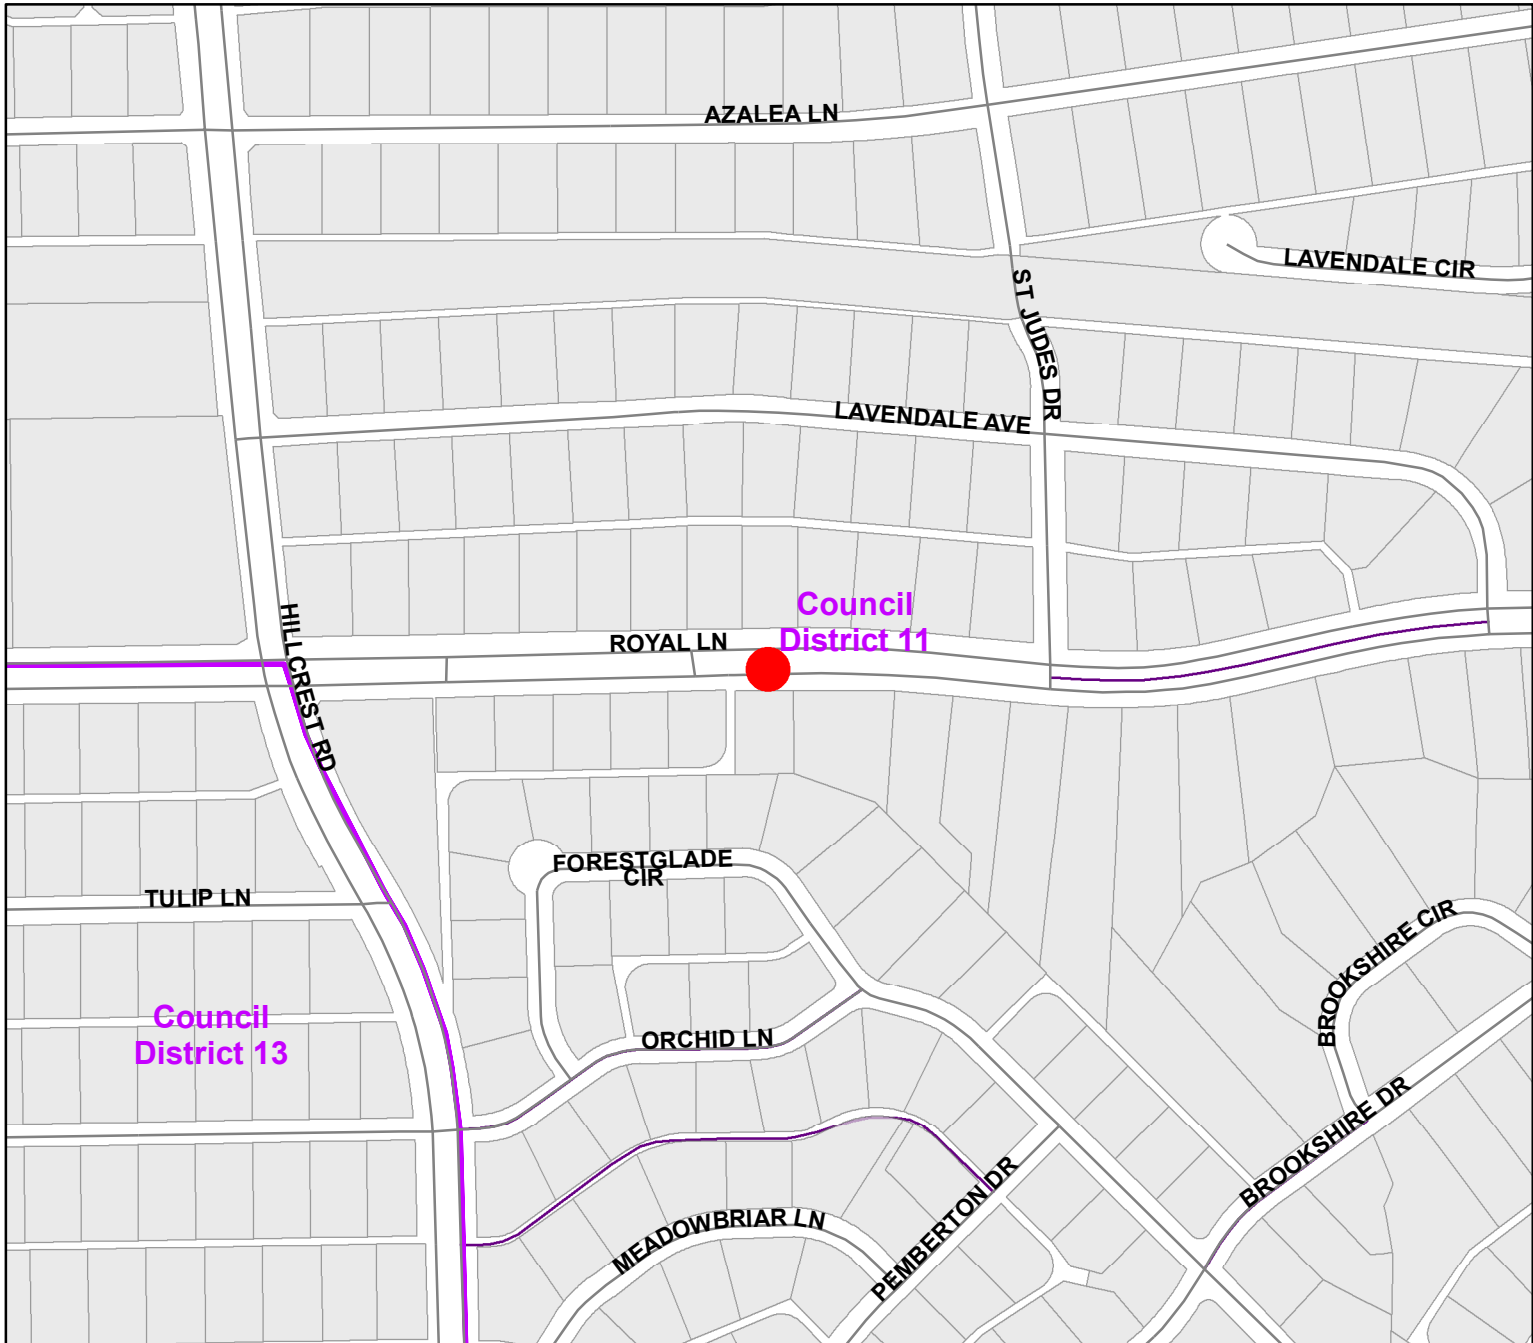 AZALEA LN
LAVENDALE CIR
ST JUDES DR
LAVENDALE AVE
Council
District 11
HILLCREST RD
ROYAL LN
FORESTGLADE
CIR
TULIP LN
BROOKSHIRE CIR
Council
District 13
ORCHID LN
BROOKSHIRE DR
PEMBERTON DR
MEADOWBRIAR LN